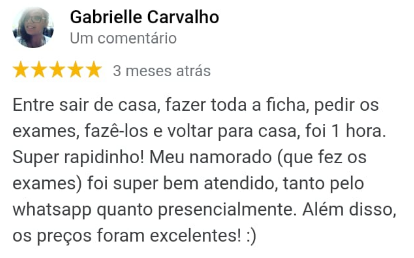 Gabrielle Carvalho
Um comentário
3 meses atrás
Entre sair de casa, fazer toda a ficha, pedir os
exames, fazê-los e voltar para casa, foi 1 hora.
Super rapidinho! Meu namorado (que fez os
exames) foi super bem atendido, tanto pelo
whatsapp quanto presencialmente. Além disso,
os preços foram excelentes! :)